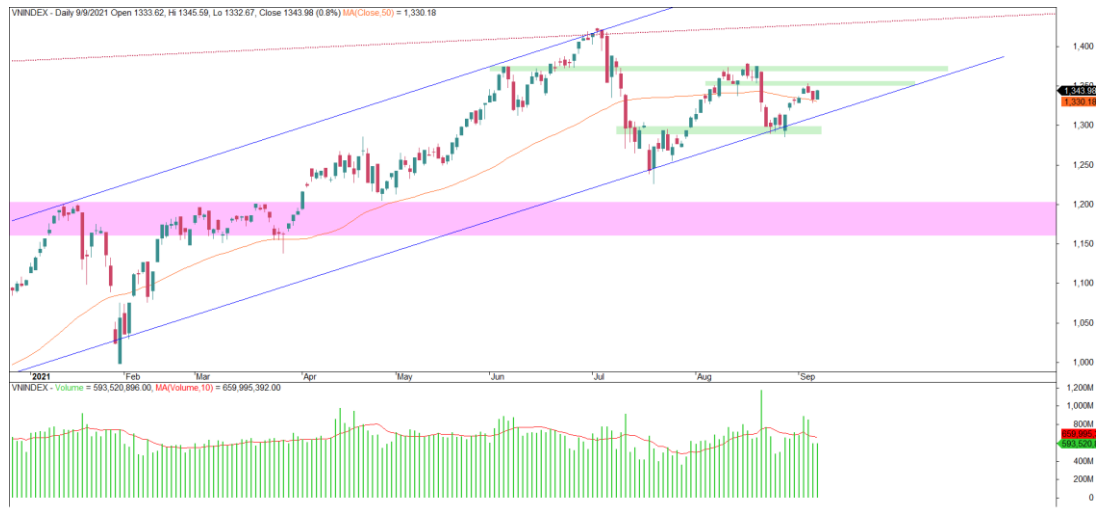 VNINDEX - Daily 9/9/2021 Open 1333.62, Hi 1345.59, Lo 1332.67, Close 1343.98 (0.8%) MA(Close,50) = 1,330.18
1,400
1,343.98
1,330.18
1,300
1,250
1,200
1,150
1,100
1,050
1,000
2021 Feb Mar Apr May Jun Jul Aug Sep
VNINDEX - Volume = 593,520,896.00, MA(Volume,10) = 659,995,392.00
1,200M
1,000M
800M
593,520,8
400M
200M
0